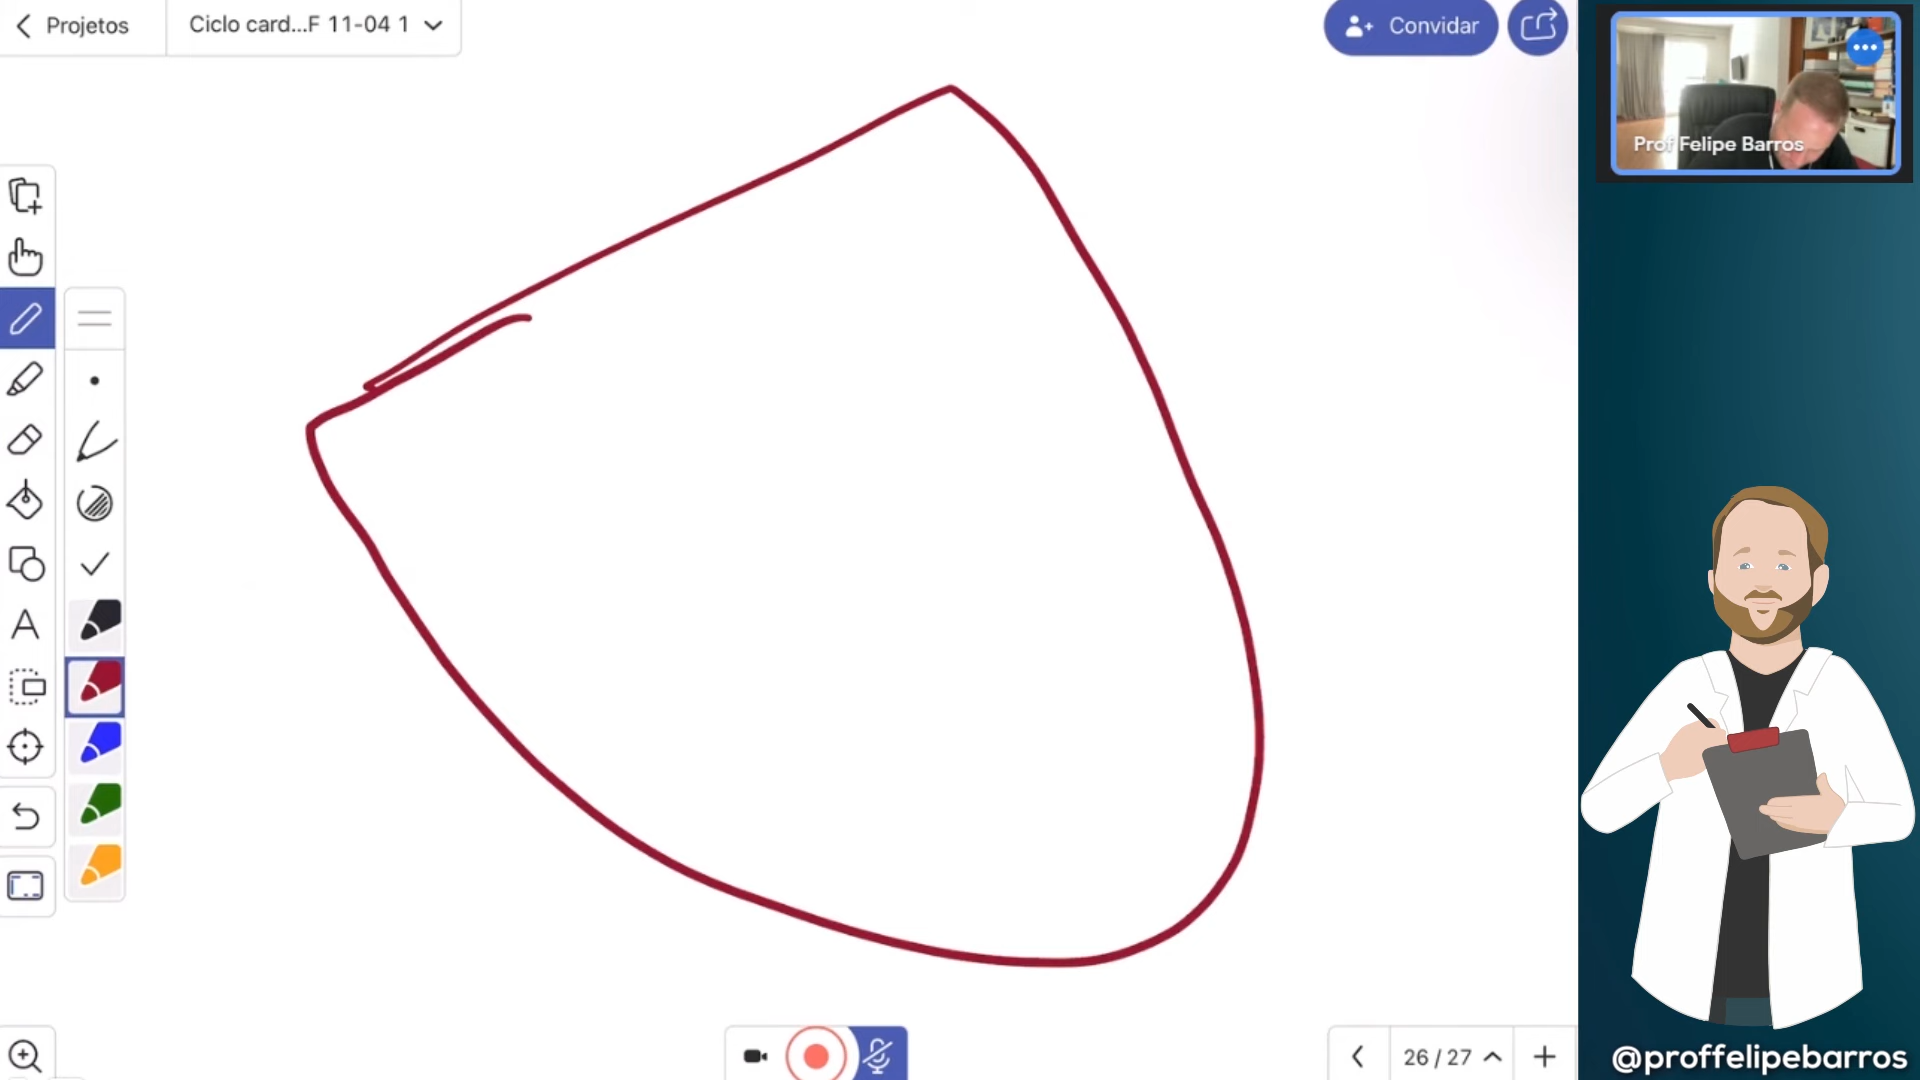 Projetos
Ciclo card...F 11-04 1
Convidar
Prof Felipe Barros
A
26 / 27
@proffelipebarros